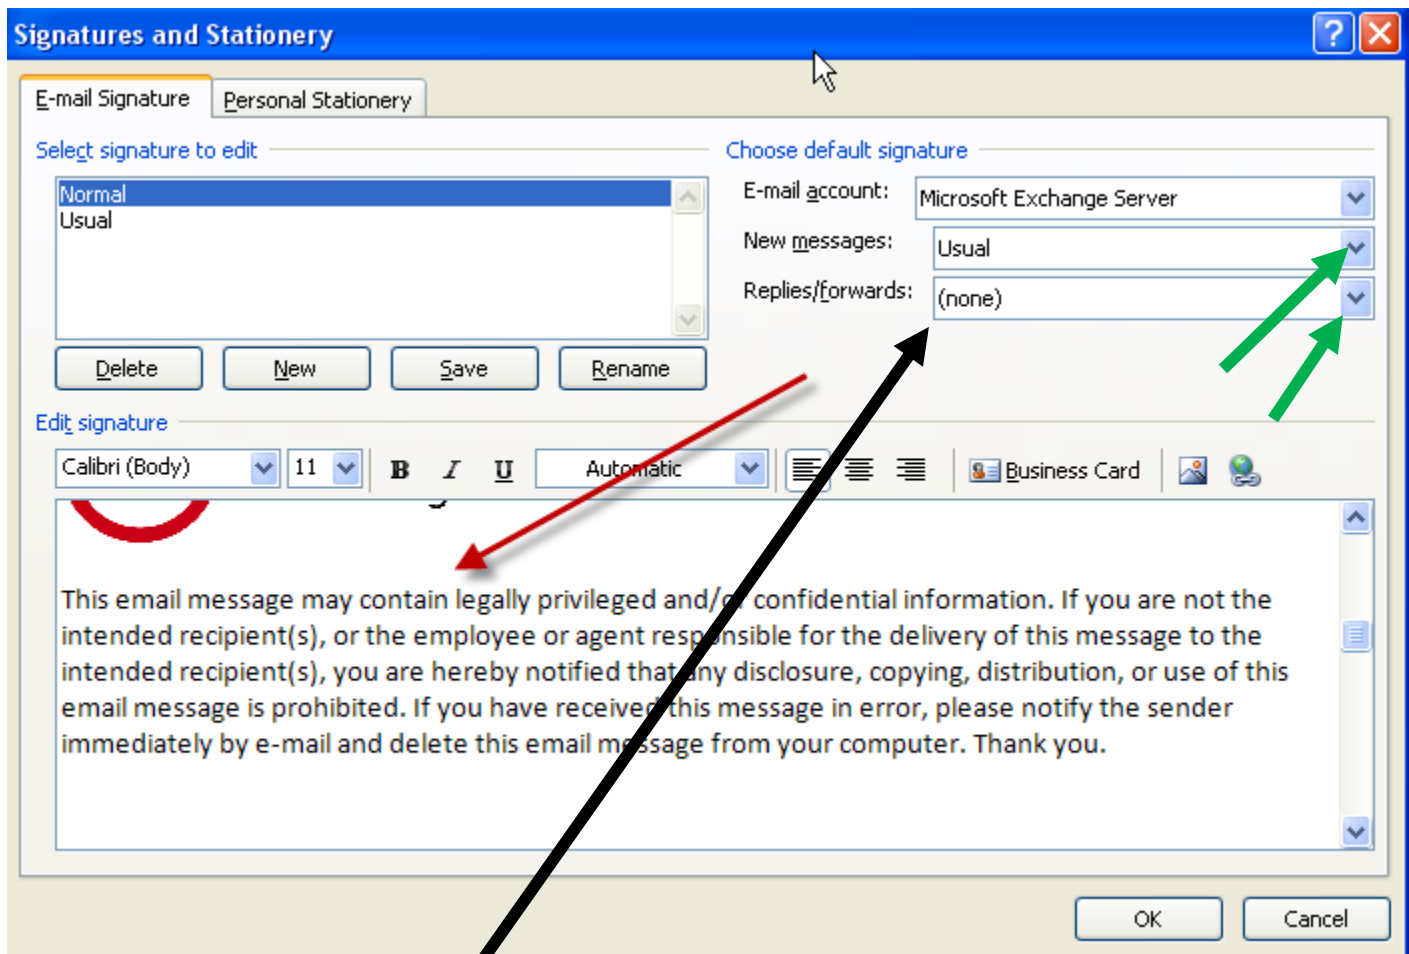 Signatures and Stationery
E-mail Signature
Personal Stationery
Select signature to edit
Choose default signature
Normal
Usual
E-mail account:
Microsoft Exchange Server
New messages:
Usual
Replies/forwards:
(none)
Delete
New
Save
Rename
Edit signature
Calibri (Body)
11
B
I
U
Automatic
Business Card
This email message may contain legally privileged and/or confidential information. If you are not the
intended recipient(s), or the employee or agent responsible for the delivery of this message to the
intended recipient(s), you are hereby notified that any disclosure, copying, distribution, or use of this
email message is prohibited. If you have received this message in error, please notify the sender
immediately by e-mail and delete this email message from your computer. Thank you.
OK
Cancel